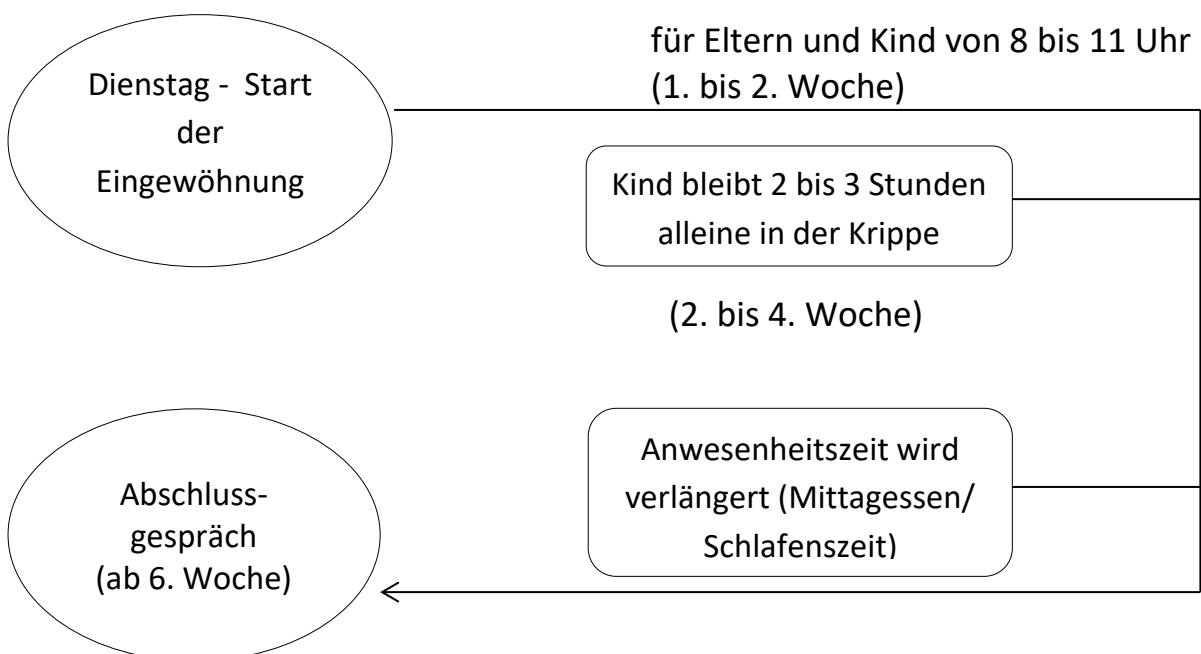 Dienstag - Start
der
Eingewöhnung
für Eltern und Kind von 8 bis 11 Uhr
(1. bis 2. Woche)
Kind bleibt 2 bis 3 Stunden
alleine in der Krippe
(2. bis 4. Woche)
Anwesenheitszeit wird
verlängert (Mittagessen/
Schlafenszeit)
Abschluss-
gespräch
(ab 6. Woche)